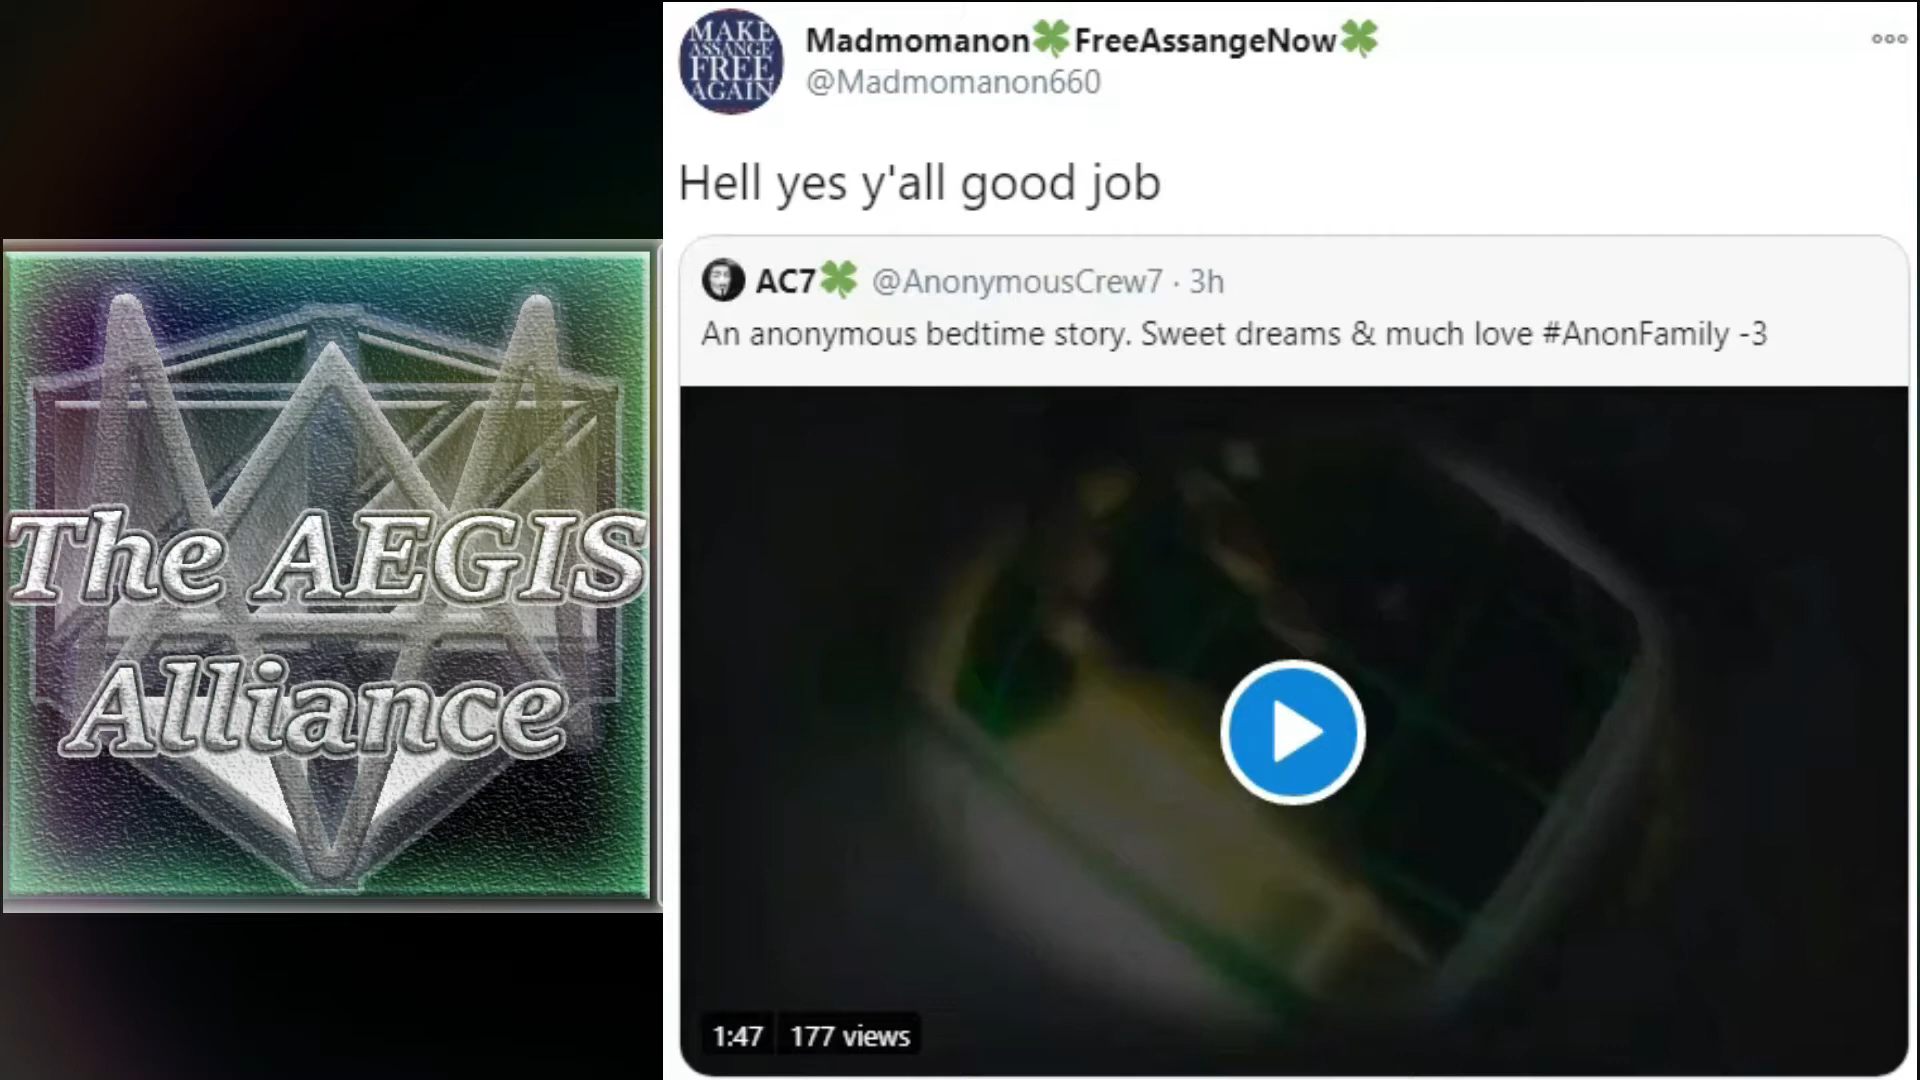 The AEGIS
Alliance
MAKE
ASSANGE
FREE
AGAIN
Madmomanon🍀FreeAssangeNow🍀
@Madmomanon660
Hell yes y'all good job
AC7🍀 @AnonymousCrew7 · 3h
An anonymous bedtime story. Sweet dreams & much love #AnonFamily -3
1:47 177 views